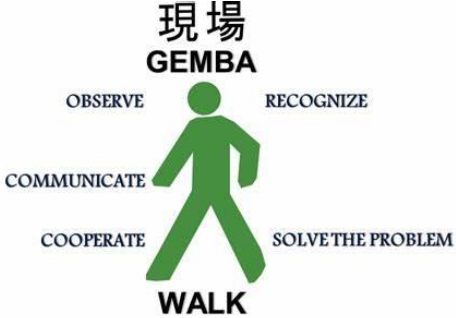 現場
GEMBA
OBSERVE
RECOGNIZE
COMMUNICATE
COOPERATE
SOLVE THE PROBLEM
WALK